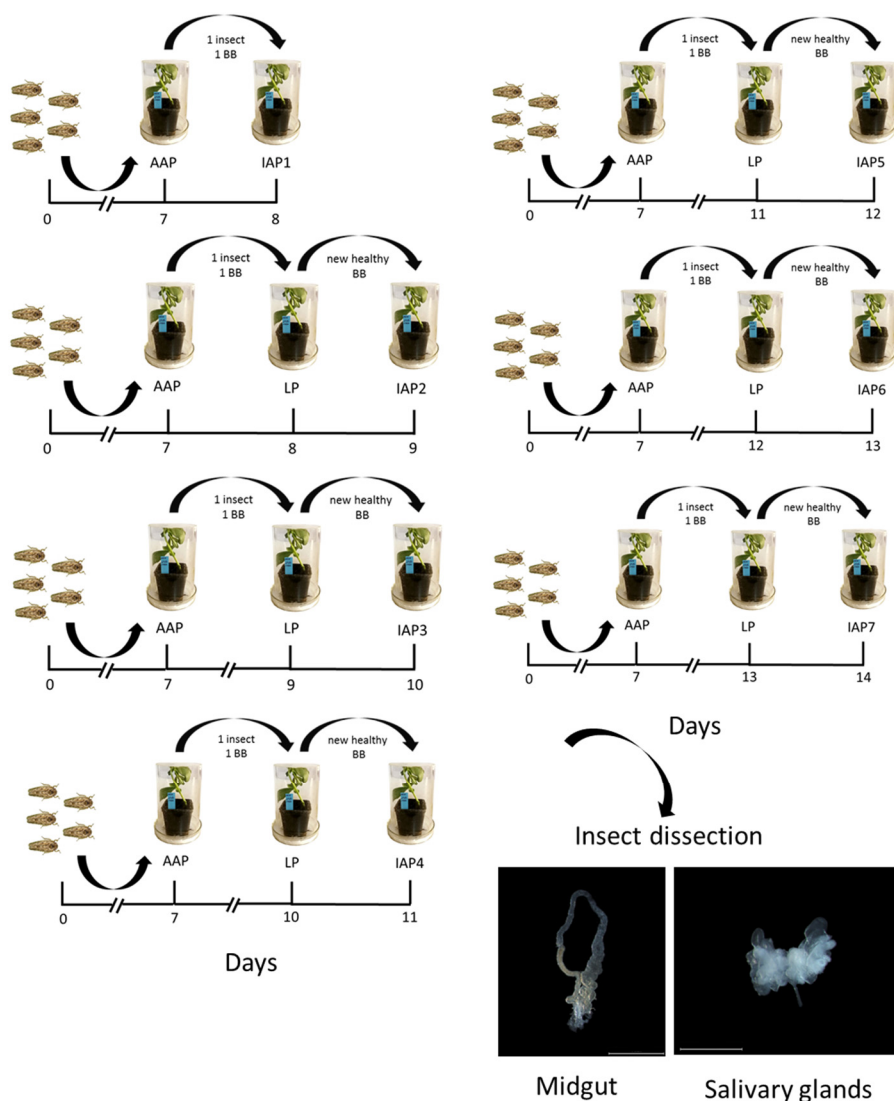 1 insect
1 BB
AAP
IAP1
0
7
8
1 insect
1 BB
new healthy
BB
AAP
LP
IAP2
0
7
8
9
1 insect
1 BB
new healthy
BB
AAP
LP
IAP3
0
7
9
10
1 insect
1 BB
new healthy
BB
AAP
LP
IAP4
0
7
10
11
Days
1 insect
1 BB
new healthy
BB
AAP
LP
IAP5
0
7
11
12
1 insect
1 BB
new healthy
BB
AAP
LP
IAP6
0
7
12
13
1 insect
1 BB
new healthy
BB
AAP
LP
IAP7
0
7
13
14
Days
Insect dissection
Midgut
Salivary glands